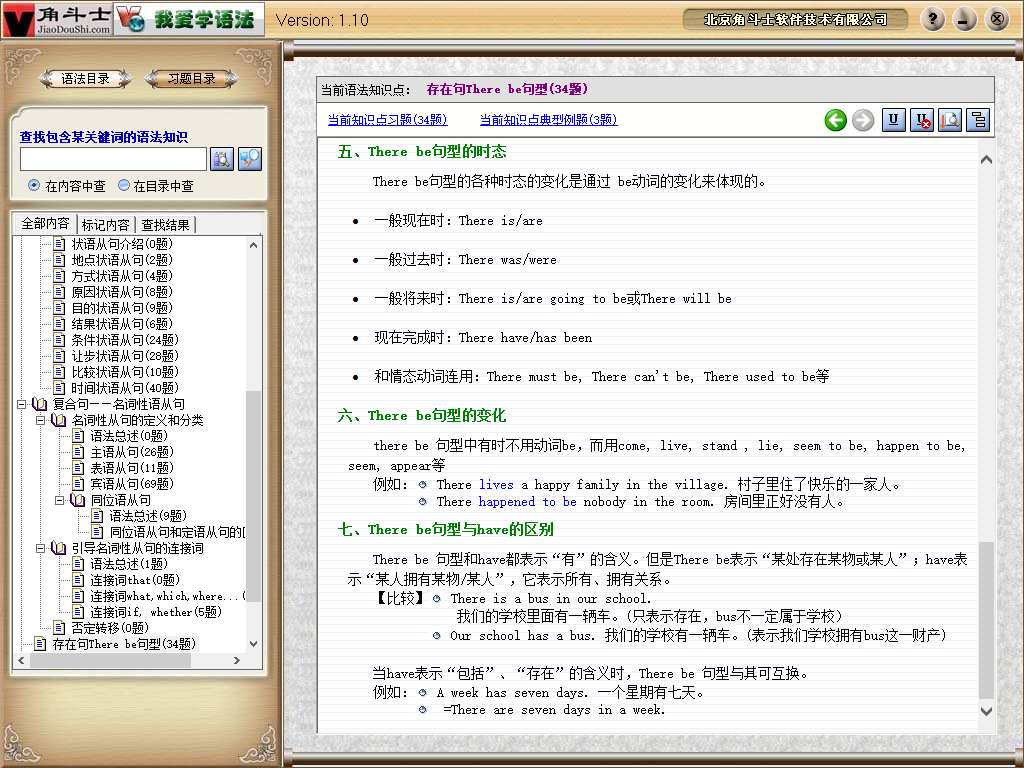 角斗士
JiaoDouShi.com
我爱学语法
Version: 1.10
北京角斗士软件技术有限公司
语法目录
习题目录
查找包含某关键词的语法知识
在内容中查
在目录中查
全部内容
标记内容
查找结果
状语从句介绍(0题)
地点状语从句(2题)
方式状语从句(4题)
原因状语从句(8题)
目的状语从句(9题)
结果状语从句(6题)
条件状语从句(24题)
让步状语从句(28题)
比较状语从句(10题)
时间状语从句(40题)
复合句——名词性语从句
名词性从句的定义和分类
语法总述(0题)
主语从句(26题)
表语从句(11题)
宾语从句(69题)
同位语从句
语法总述(9题)
同位语从句和定语从句的
引导名词性从句的连接词
语法总述(1题)
连接词that(0题)
连接词what,which,where...(
连接词if, whether(5题)
否定转移(0题)
存在句There be句型(34题)
当前语法知识点： 存在句There be句型(34题)
当前知识点习题(34题)
当前知识点典型例题(3题)
五、There be句型的时态
There be句型的各种时态的变化是通过 be动词的变化来体现的。
• 一般现在时：There is/are
• 一般过去时：There was/were
• 一般将来时：There is/are going to be或There will be
• 现在完成时：There have/has been
• 和情态动词连用：There must be, There can't be, There used to be等
六、There be句型的变化
there be 句型中有时不用动词be，而用come, live, stand , lie, seem to be, happen to be,
seem, appear等
例如： There lives a happy family in the village. 村子里住了快乐的一家人。
There happened to be nobody in the room. 房间里正好没有人。
七、There be句型与have的区别
There be 句型和have都表示“有”的含义。但是There be表示“某处存在某物或某人”；have表
示“某人拥有某物/某人”，它表示所有、拥有关系。
【比较】 There is a bus in our school.
我们的学校里面有一辆车。(只表示存在，bus不一定属于学校)
Our school has a bus. 我们的学校有一辆车。(表示我们学校拥有bus这一财产)
当have表示“包括”、“存在”的含义时，There be 句型与其可互换。
例如： A week has seven days. 一个星期有七天。
=There are seven days in a week.